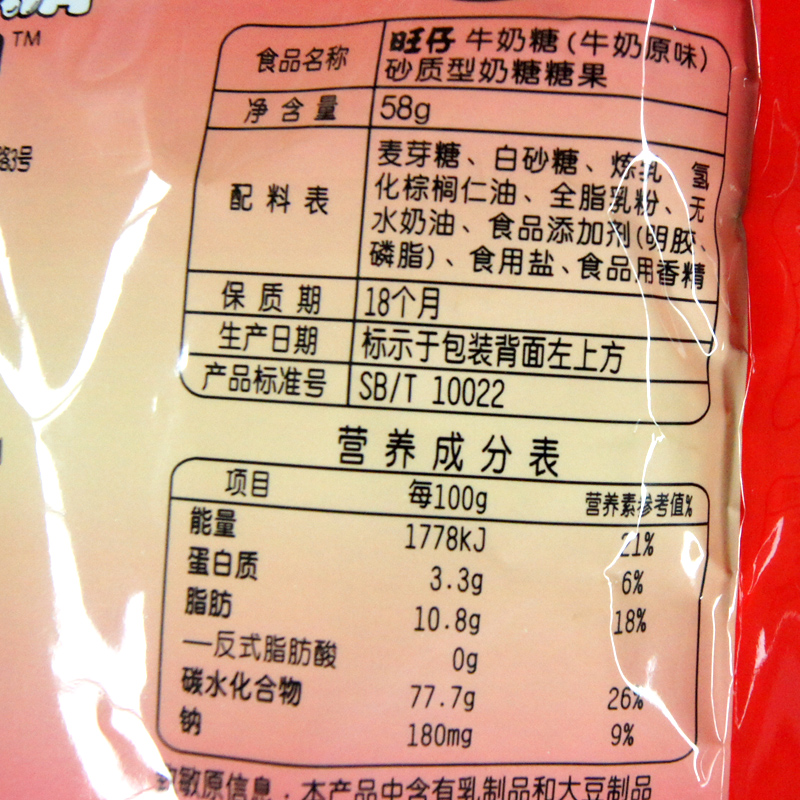 TM
路3号
食品名称 旺仔 牛奶糖(牛奶原味)
砂质型奶糖糖果
净含量 58g
配料表 麦芽糖、白砂糖、炼乳、氢
化棕榈仁油、全脂乳粉、无
水奶油、食品添加剂(明胶、
磷脂)、食用盐、食品用香精
保质期 18个月
生产日期 标示于包装背面左上方
产品标准号 SB/T 10022
营养成分表
项目 每100g 营养素参考值%
能量 1778kJ 21%
蛋白质 3.3g 6%
脂肪 10.8g 18%
—反式脂肪酸 0g
碳水化合物 77.7g 26%
钠 180mg 9%
致敏原信息:本产品中含有乳制品和大豆制品